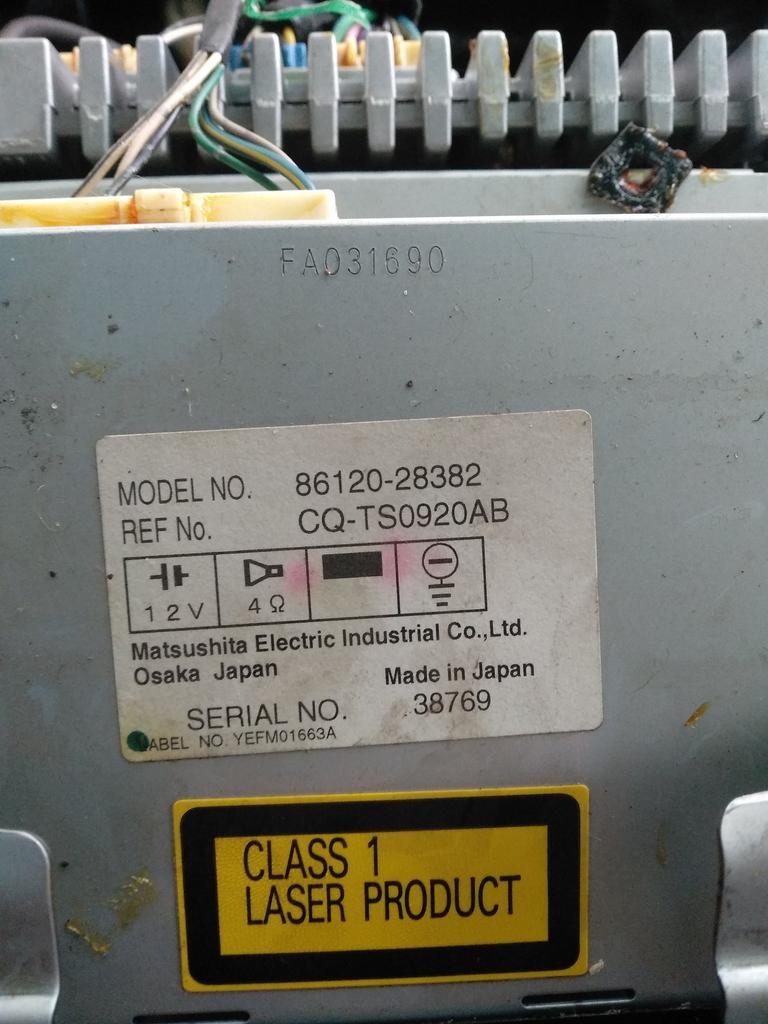 FA031690
MODEL NO. 86120-28382
REF No. CQ-TS0920AB
12V 4Ω
Matsushita Electric Industrial Co.,Ltd.
Osaka Japan Made in Japan
SERIAL NO. 38769
LABEL NO. YEFM01663A
CLASS 1
LASER PRODUCT